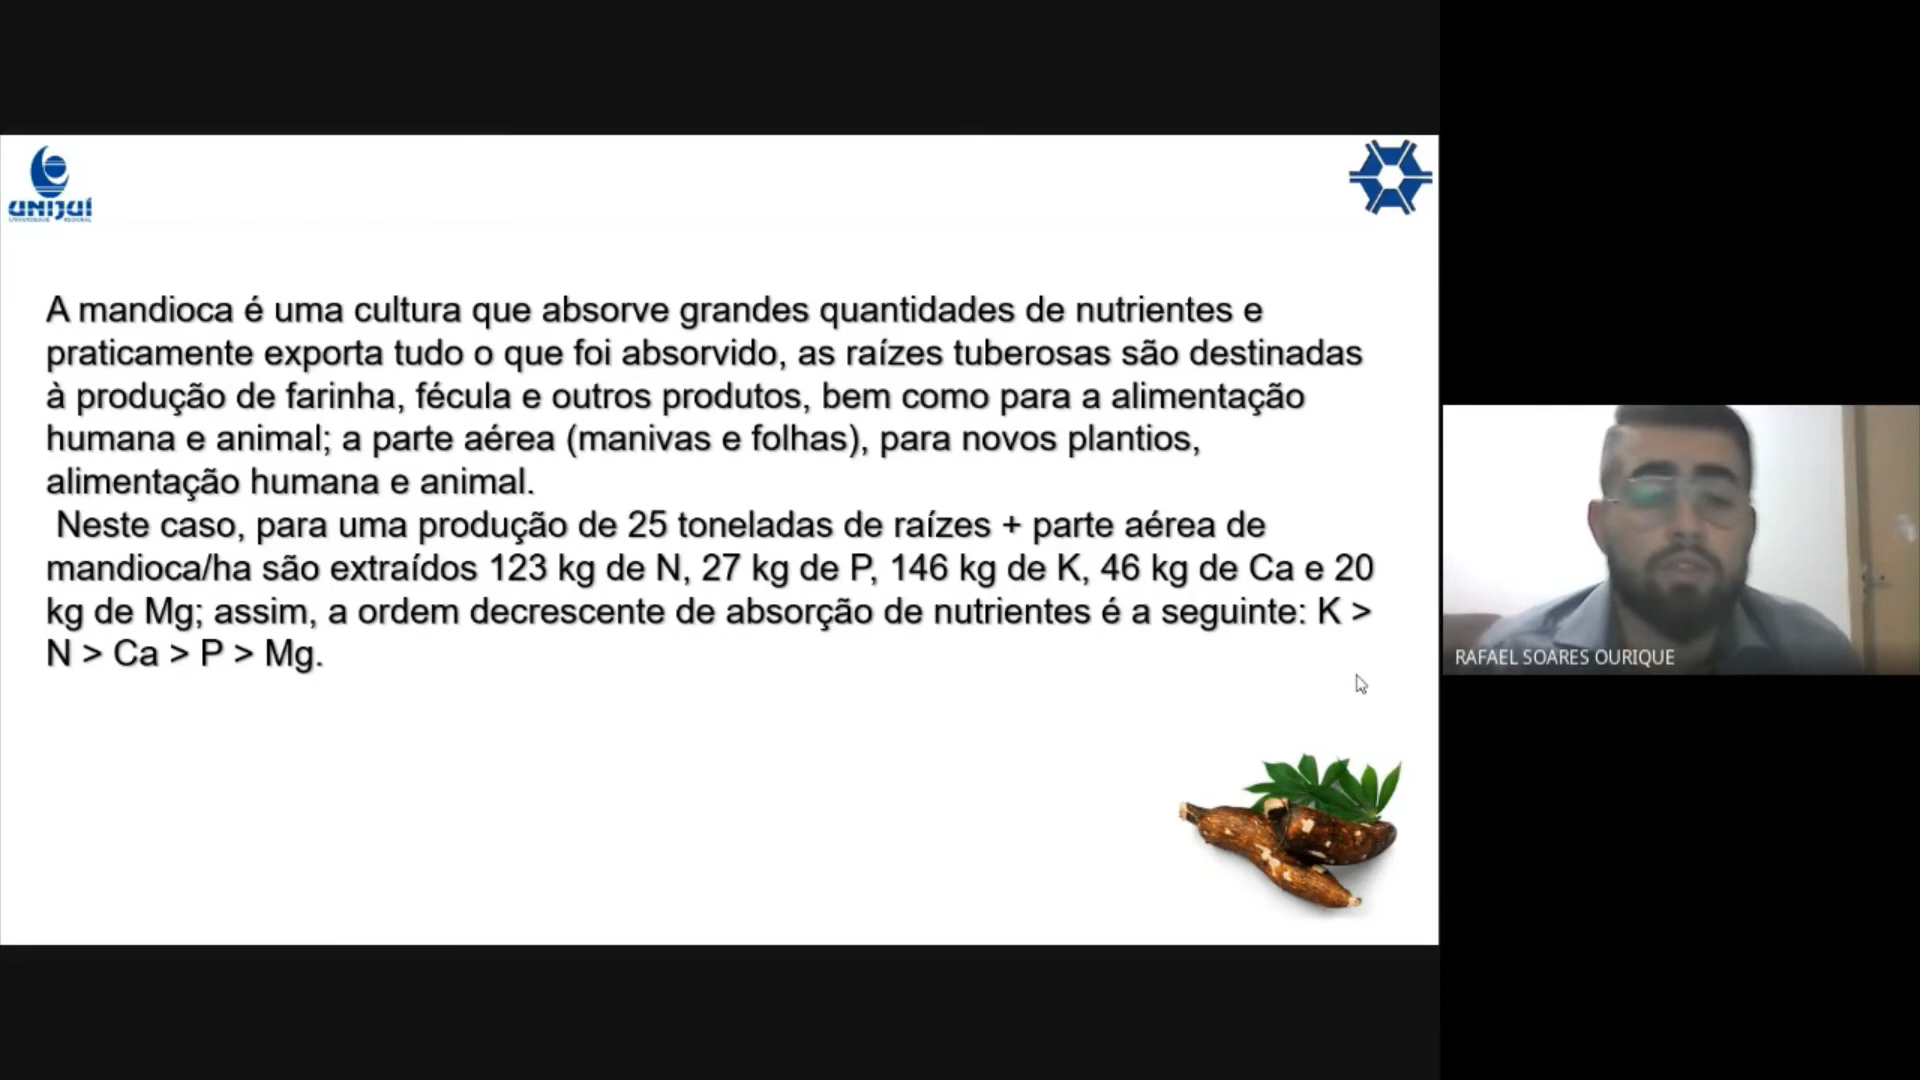 UNIJUÍ
A mandioca é uma cultura que absorve grandes quantidades de nutrientes e
praticamente exporta tudo o que foi absorvido, as raízes tuberosas são destinadas
à produção de farinha, fécula e outros produtos, bem como para a alimentação
humana e animal; a parte aérea (manivas e folhas), para novos plantios,
alimentação humana e animal.
Neste caso, para uma produção de 25 toneladas de raízes + parte aérea de
mandioca/ha são extraídos 123 kg de N, 27 kg de P, 146 kg de K, 46 kg de Ca e 20
kg de Mg; assim, a ordem decrescente de absorção de nutrientes é a seguinte: K >
N > Ca > P > Mg.
RAFAEL SOARES OURIQUE